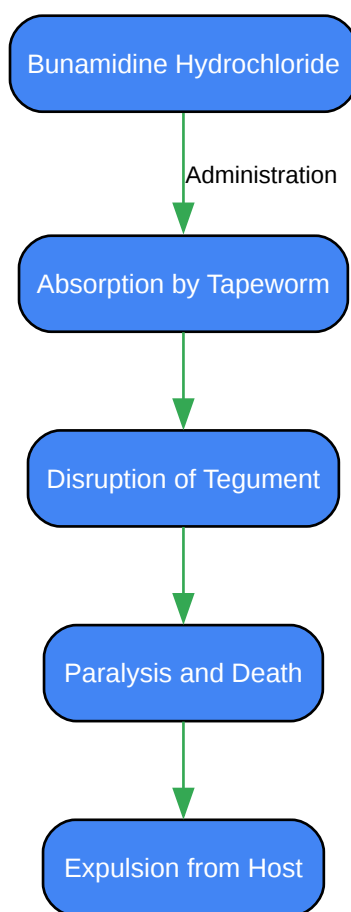 Bunamidine Hydrochloride
Administration
Absorption by Tapeworm
Disruption of Tegument
Paralysis and Death
Expulsion from Host